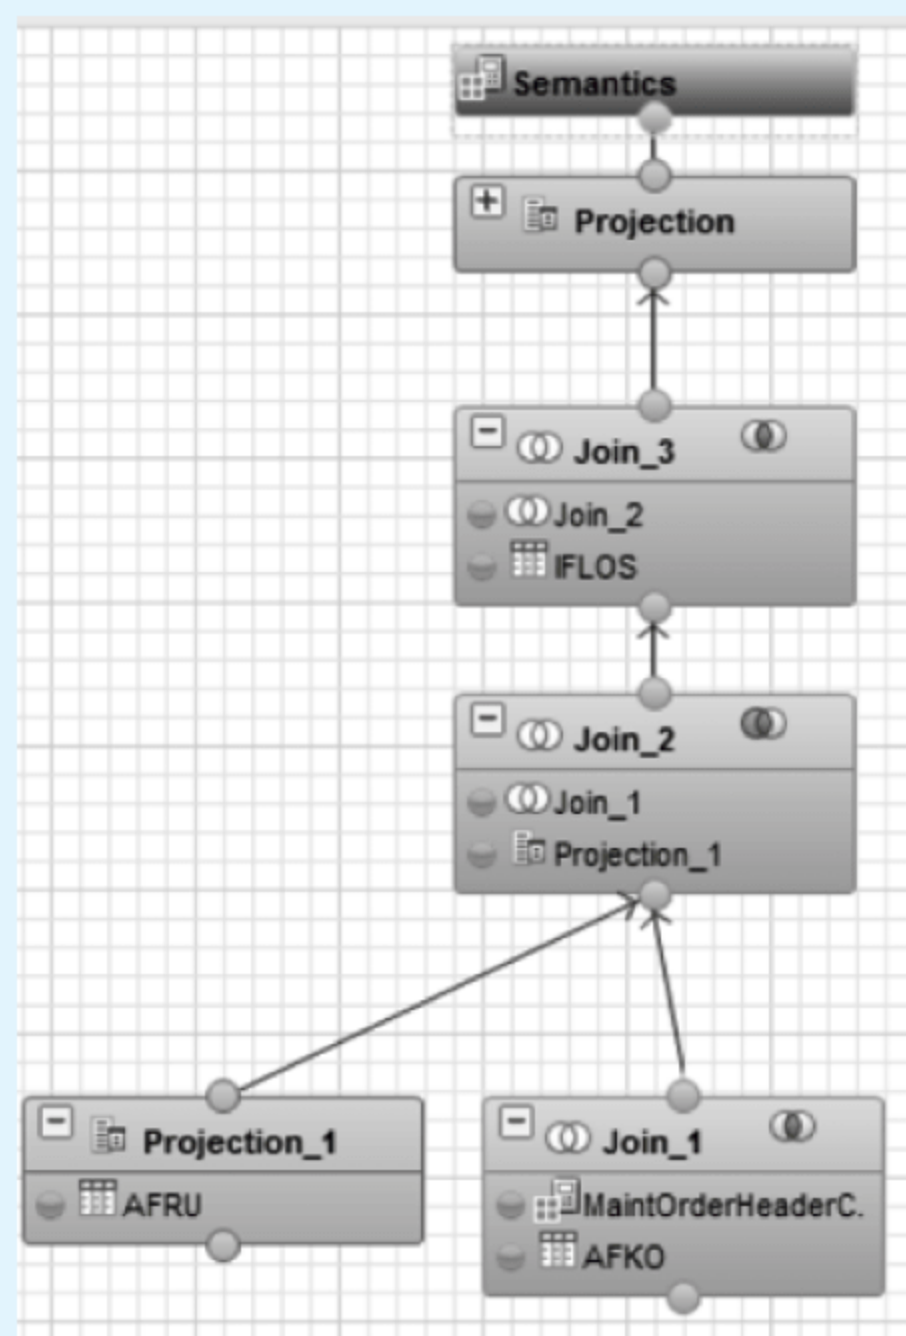 Semantics
Projection
Join_3
Join_2
IFLOS
Join_2
Join_1
Projection_1
Projection_1
AFRU
Join_1
MaintOrderHeaderC.
AFKO